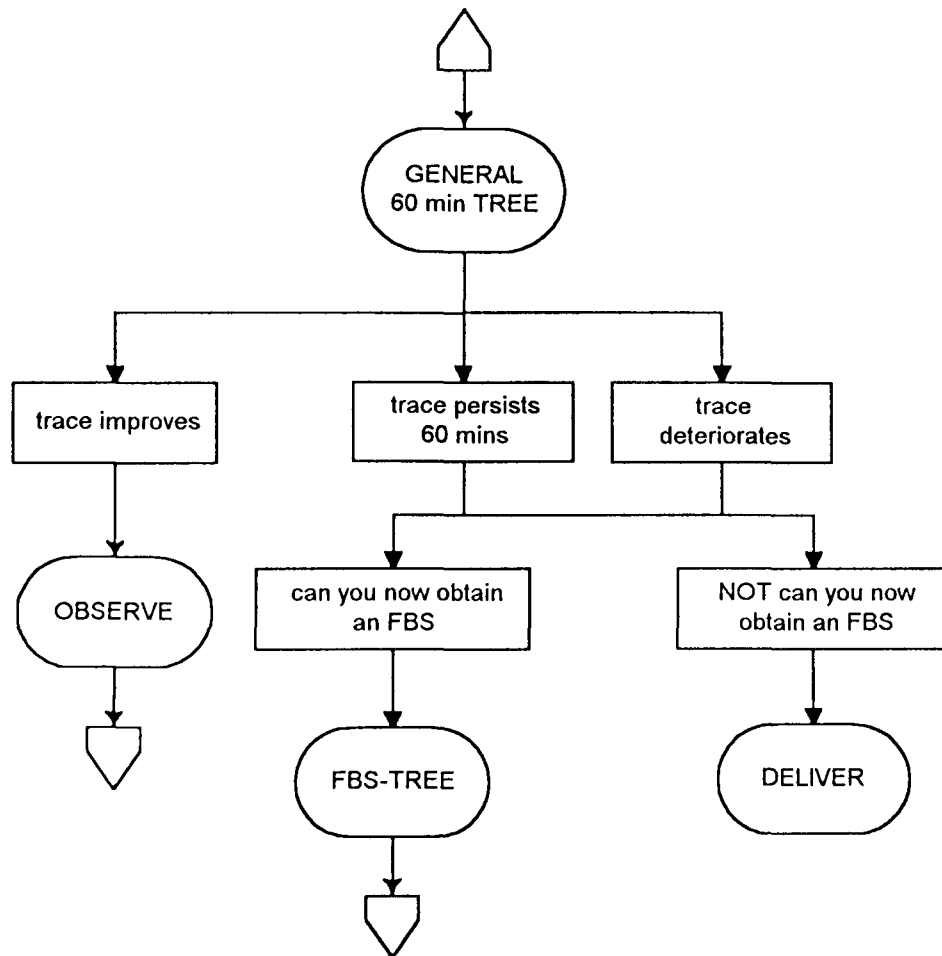 GENERAL
60 min TREE
trace improves
trace persists
60 mins
trace
deteriorates
OBSERVE
can you now obtain
an FBS
NOT can you now
obtain an FBS
FBS-TREE
DELIVER